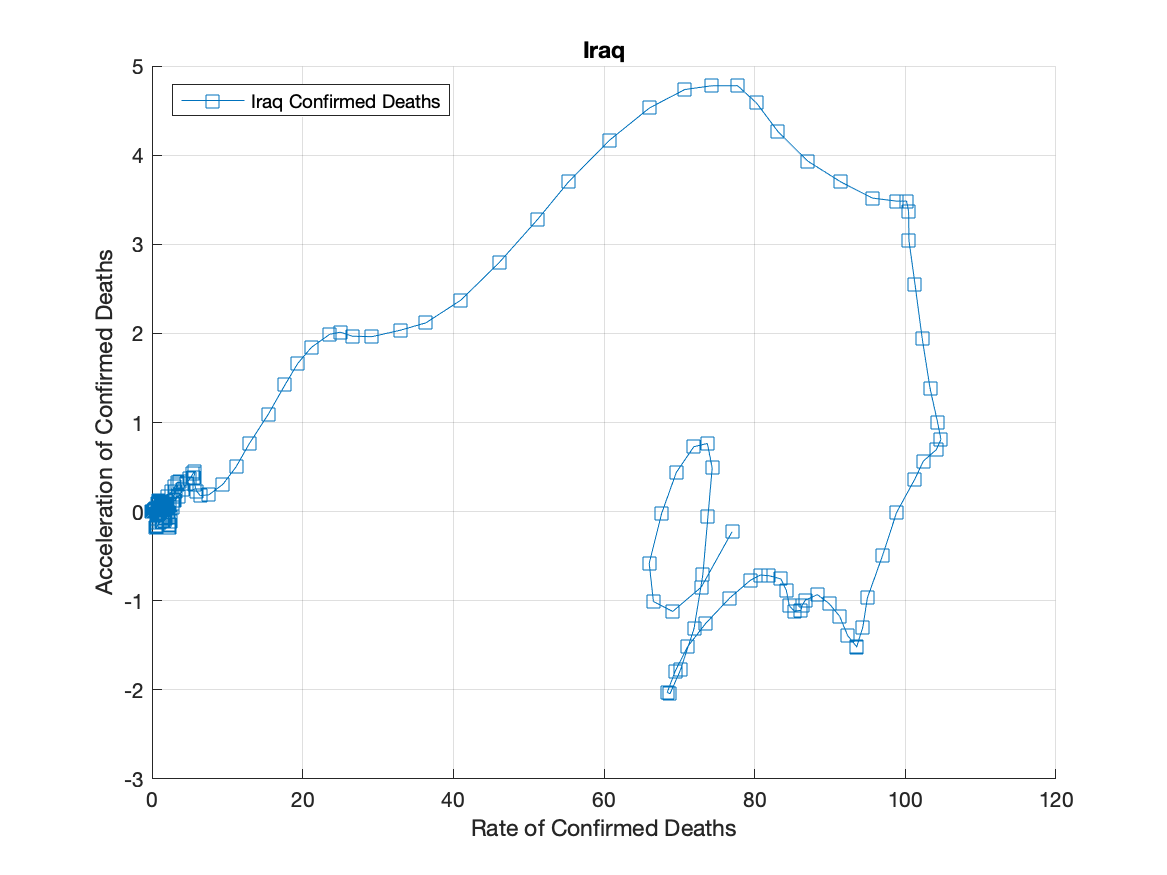 Iraq
Iraq Confirmed Deaths
5
4
3
2
1
0
-1
-2
-3
Acceleration of Confirmed Deaths
0 20 40 60 80 100 120
Rate of Confirmed Deaths